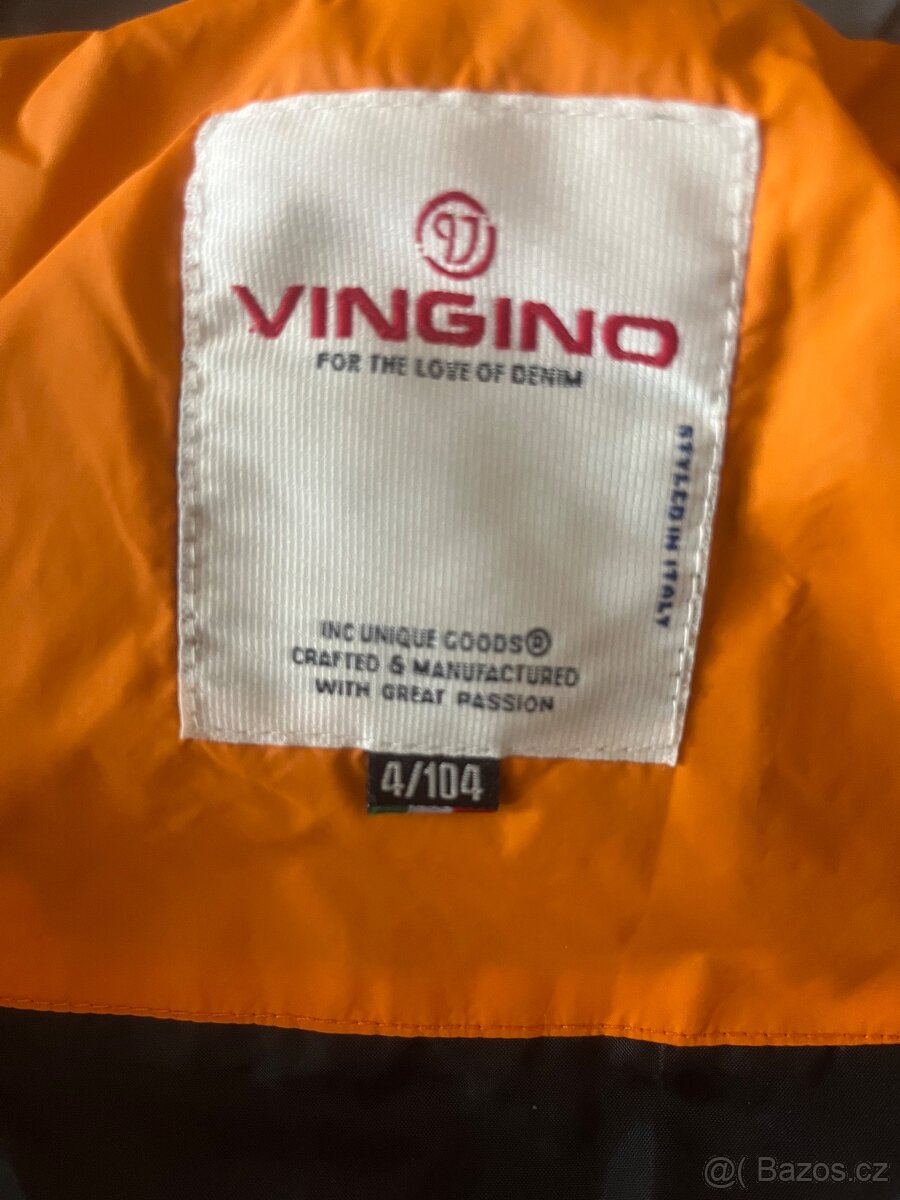 V
VINGINO
FOR THE LOVE OF DENIM
STYLED IN ITALY
INC UNIQUE GOODS®
CRAFTED & MANUFACTURED
WITH GREAT PASSION
4/104
@( Bazos.cz